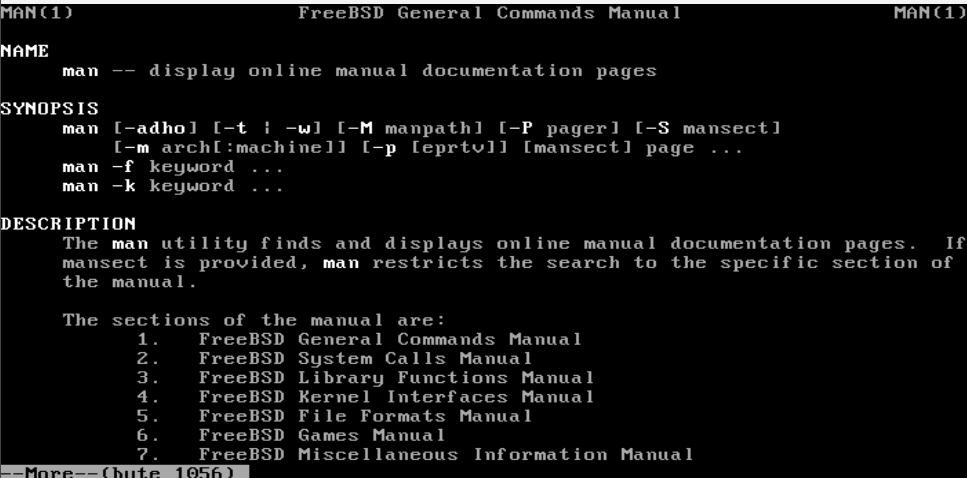 MAN(1) FreeBSD General Commands Manual MAN(1)
NAME
man -- display online manual documentation pages
SYNOPSIS
man [-adho] [-t | -w] [-M manpath] [-P pager] [-S mansect]
[-m arch[:machine]] [-p [eprtv]] [mansect] page ...
man -f keyword ...
man -k keyword ...
DESCRIPTION
The man utility finds and displays online manual documentation pages. If
mansect is provided, man restricts the search to the specific section of
the manual.
The sections of the manual are:
1. FreeBSD General Commands Manual
2. FreeBSD System Calls Manual
3. FreeBSD Library Functions Manual
4. FreeBSD Kernel Interfaces Manual
5. FreeBSD File Formats Manual
6. FreeBSD Games Manual
7. FreeBSD Miscellaneous Information Manual
--More--(byte 1056)